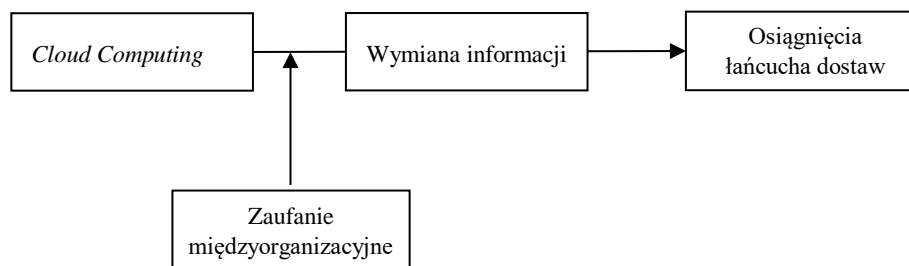 Cloud Computing
Wymiana informacji
Osiągnięcia
łańcucha dostaw
Zaufanie
międzyorganizacyjne